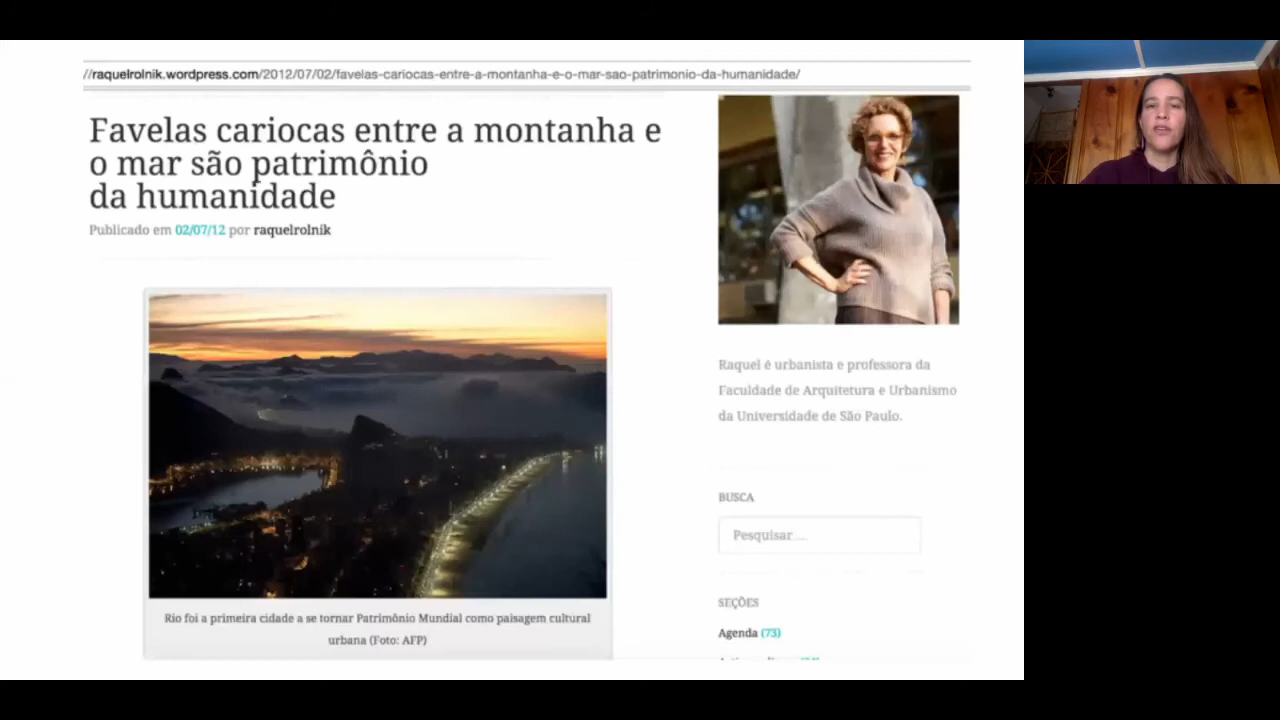 //raquelrolnik.wordpress.com/2012/07/02/favelas-cariocas-entre-a-montanha-e-o-mar-sao-patrimonio-da-humanidade/
Favelas cariocas entre a montanha e
o mar são patrimônio
da humanidade
Publicado em 02/07/12 por raquelrolnik
Rio foi a primeira cidade a se tornar Patrimônio Mundial como paisagem cultural
urbana (Foto: AFP)
Raquel é urbanista e professora da
Faculdade de Arquitetura e Urbanismo
da Universidade de São Paulo.
BUSCA
Pesquisar …
SEÇÕES
Agenda (73)